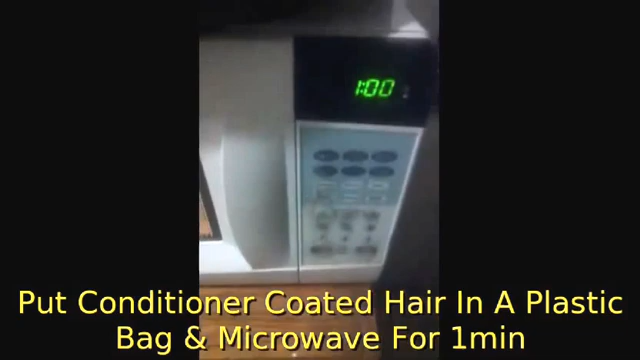 1:00
Put Conditioner Coated Hair In A Plastic
Bag & Microwave For 1min